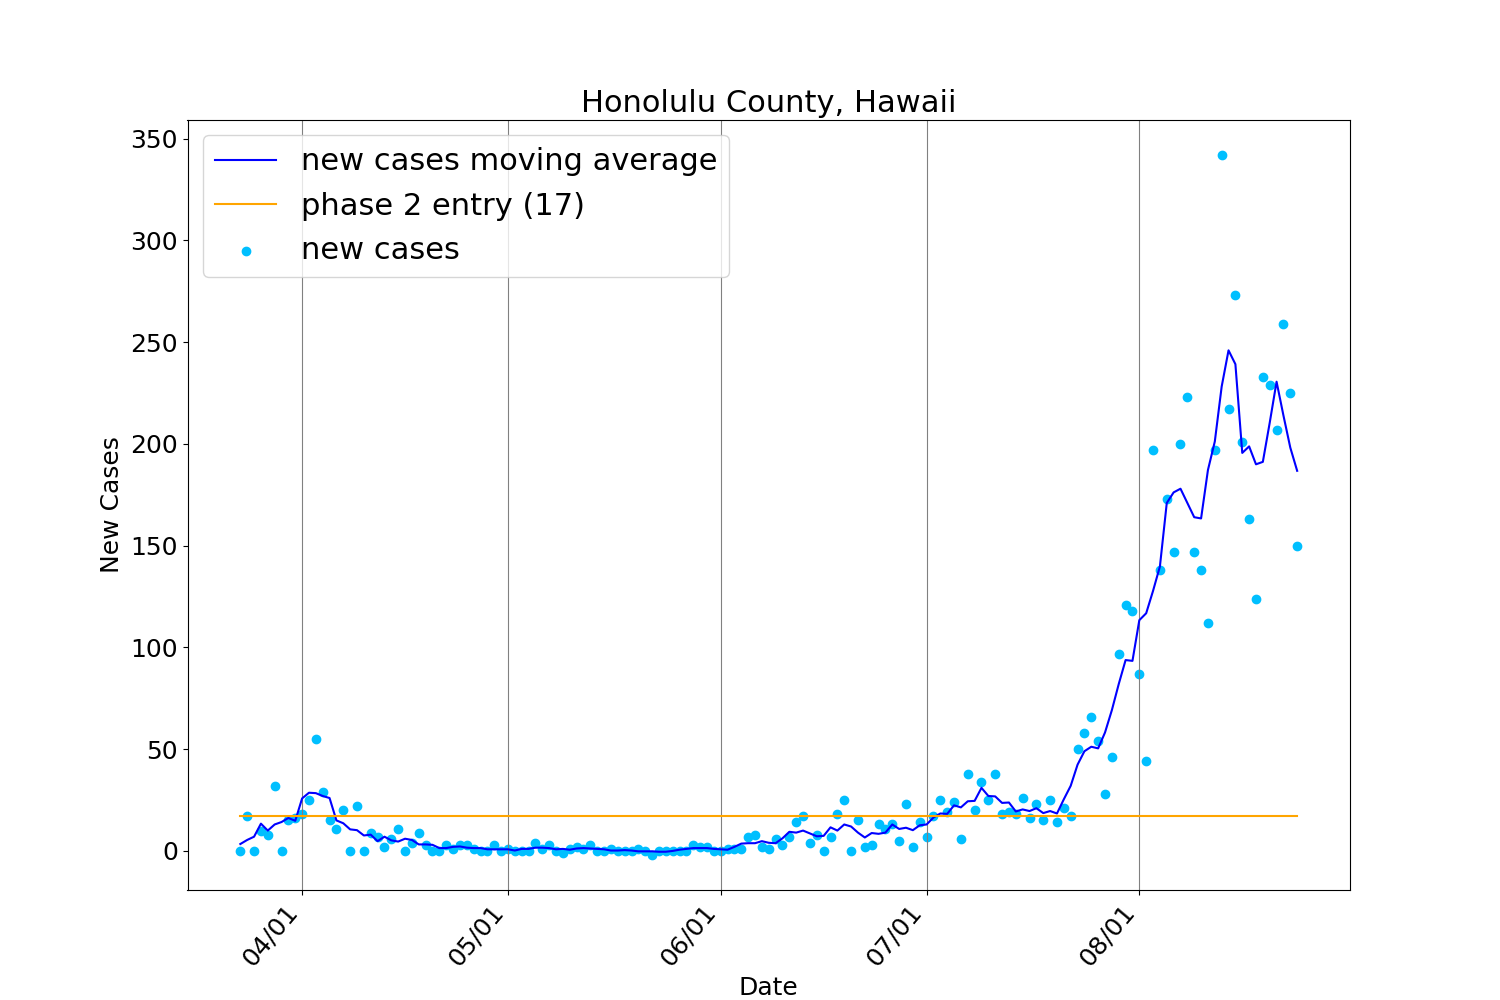 Honolulu County, Hawaii
new cases moving average
phase 2 entry (17)
new cases
350
300
250
200
150
100
50
0
New Cases
04/01
05/01
06/01
07/01
08/01
Date